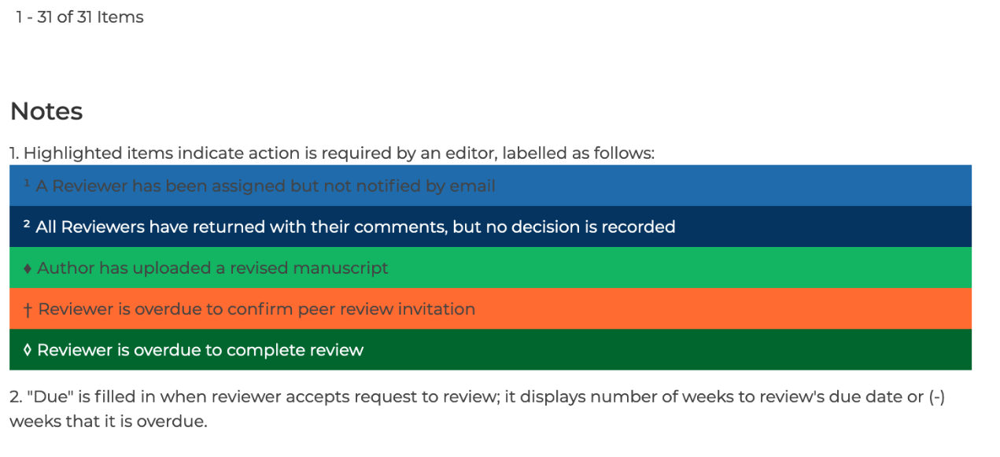 1 - 31 of 31 Items
Notes
1. Highlighted items indicate action is required by an editor, labelled as follows:
¹ A Reviewer has been assigned but not notified by email
² All Reviewers have returned with their comments, but no decision is recorded
♦ Author has uploaded a revised manuscript
† Reviewer is overdue to confirm peer review invitation
◊ Reviewer is overdue to complete review
2. "Due" is filled in when reviewer accepts request to review; it displays number of weeks to review's due date or (-)
weeks that it is overdue.